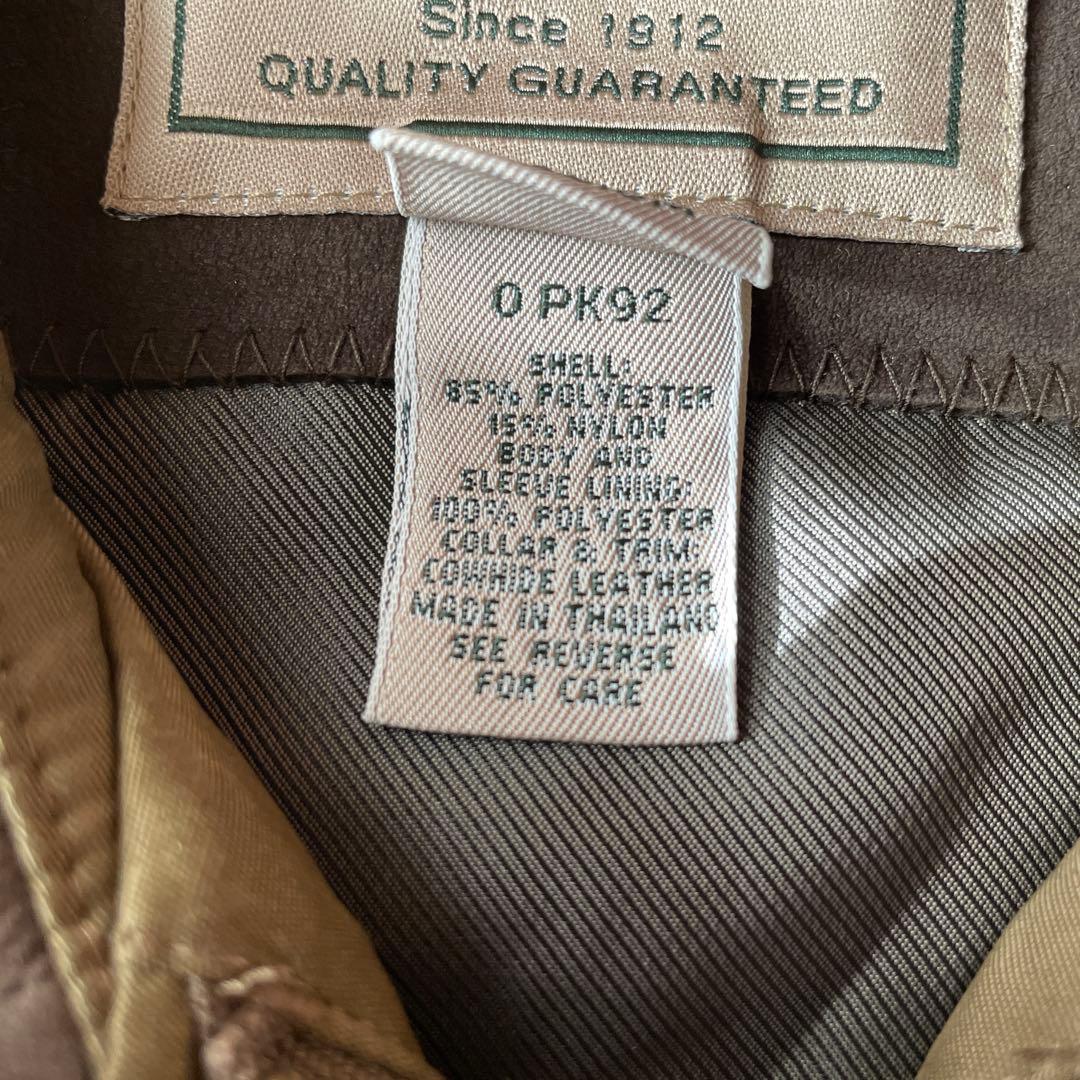 Since 1912
QUALITY GUARANTEED
0 PK92
SHELL:
85% POLYESTER
15% NYLON
BODY AND
SLEEVE LINING:
100% POLYESTER
COLLAR & TRIM:
COWHIDE LEATHER
MADE IN THAILAND
SEE REVERSE
FOR CARE